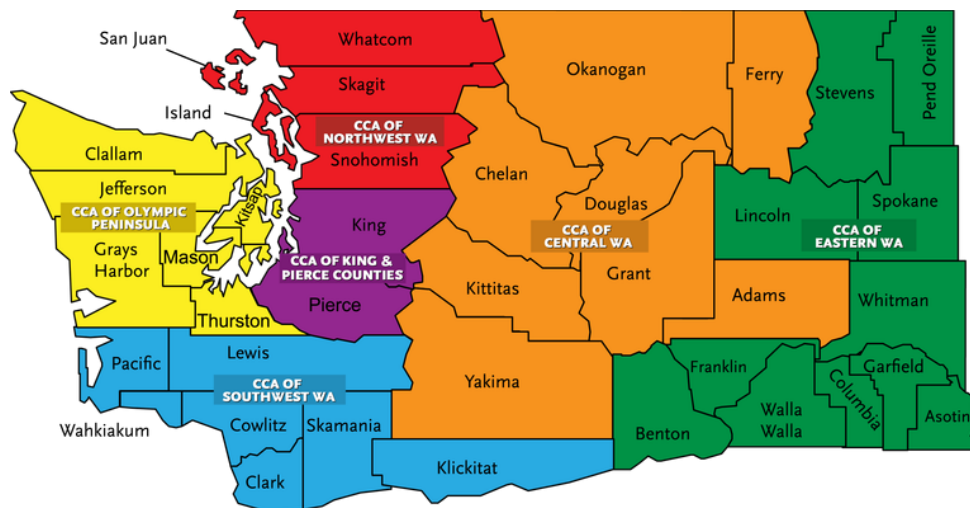 San Juan
Whatcom
Skagit
Island
CCA OF
NORTHWEST WA
Snohomish
Okanogan
Ferry
Stevens
Pend Oreille
Clallam
Jefferson
Kitsap
CCA OF OLYMPIC
PENINSULA
Grays
Harbor
Mason
Thurston
King
CCA OF KING &
PIERCE COUNTIES
Pierce
Chelan
Douglas
CCA OF
CENTRAL WA
Grant
Kittitas
Adams
Yakima
Lincoln
Spokane
CCA OF
EASTERN WA
Whitman
Pacific
Lewis
CCA OF
SOUTHWEST WA
Wahkiakum
Cowlitz
Skamania
Clark
Klickitat
Franklin
Benton
Walla
Walla
Columbia
Garfield
Asotin